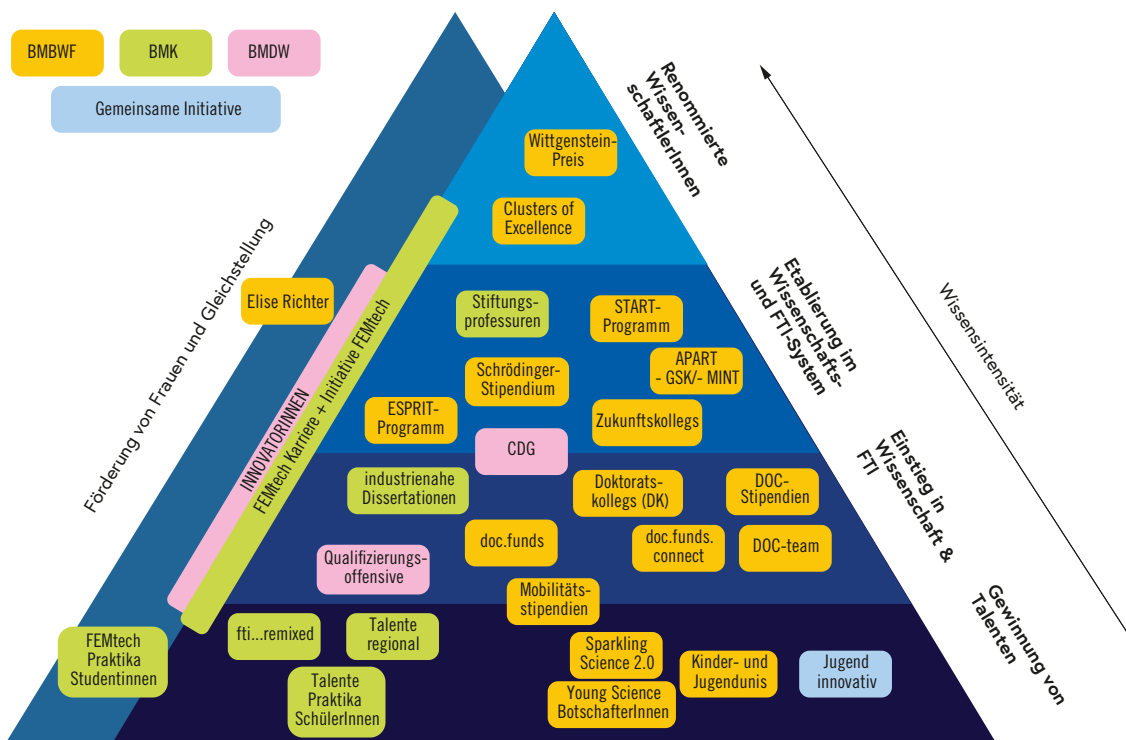 BMBWF
BMK
BMDW
Gemeinsame Initiative
Förderung von Frauen und Gleichstellung
Elise Richter
INNOVATORINNEN
FEMtech Karriere + Initiative FEMtech
FEMtech
Praktika
Studentinnen
Wittgenstein-
Preis
Clusters of
Excellence
Renommierte
Wissen-
schaftlerInnen
Stiftungs-
professuren
START-
Programm
Schrödinger-
Stipendium
APART
- GSK/- MINT
ESPRIT-
Programm
Zukunftskollegs
CDG
Etablierung im
Wissenschafts-
und FTI-System
industrienahe
Dissertationen
Doktorats-
kollegs (DK)
DOC-
Stipendien
doc.funds
doc.funds.
connect
DOC-team
Qualifizierungs-
offensive
Mobilitäts-
stipendien
Einstieg in
Wissenschaft &
FTI
fti...remixed
Talente
regional
Talente
Praktika
SchülerInnen
Sparkling
Science 2.0
Young Science
BotschafterInnen
Kinder- und
Jugendunis
Jugend
innovativ
Gewinnung von
Talenten
Wissensintensität